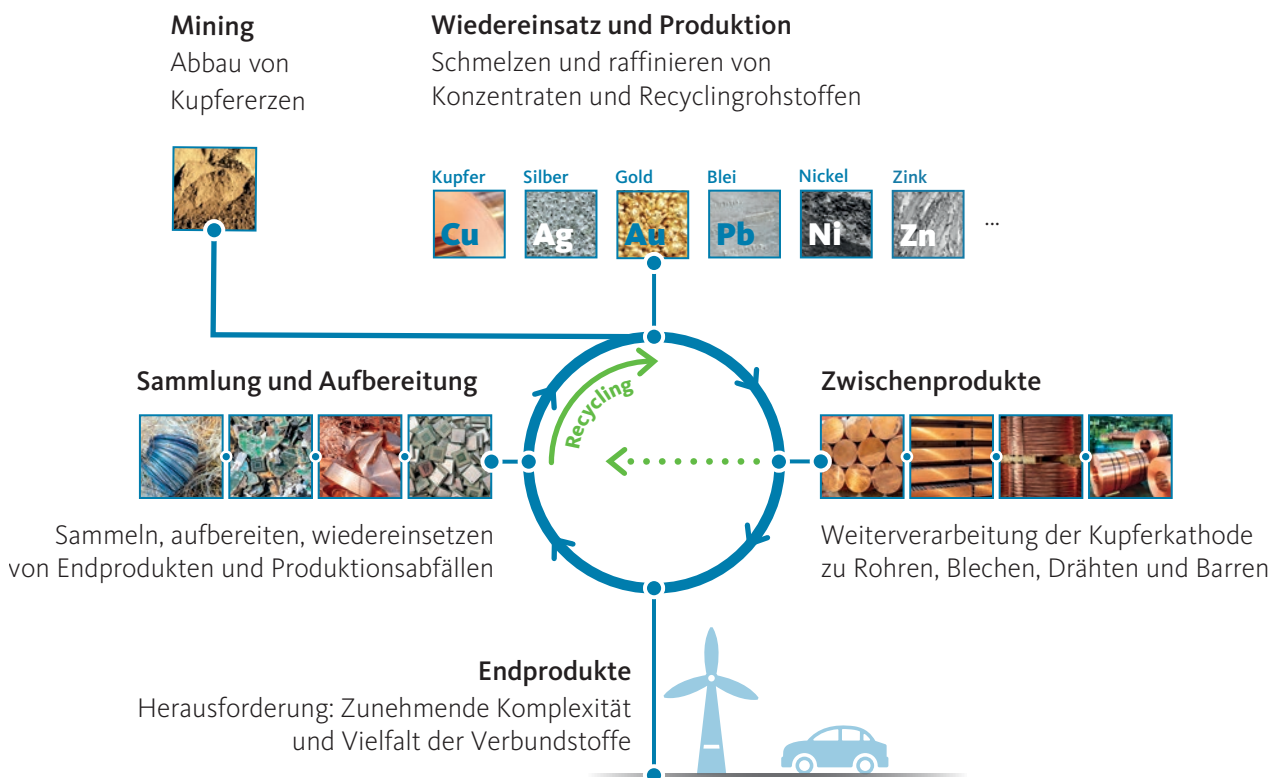 Mining
Abbau von
Kupfererzen
Wiedereinsatz und Produktion
Schmelzen und raffinieren von
Konzentraten und Recyclingrohstoffen
Kupfer
Silber
Gold
Blei
Nickel
Zink
Cu
Ag
Au
Pb
Ni
Zn
...
Sammlung und Aufbereitung
Sammeln, aufbereiten, wiedereinsetzen
von Endprodukten und Produktionsabfällen
Recycling
Zwischenprodukte
Weiterverarbeitung der Kupferkathode
zu Rohren, Blechen, Drähten und Barren
Endprodukte
Herausforderung: Zunehmende Komplexität
und Vielfalt der Verbundstoffe